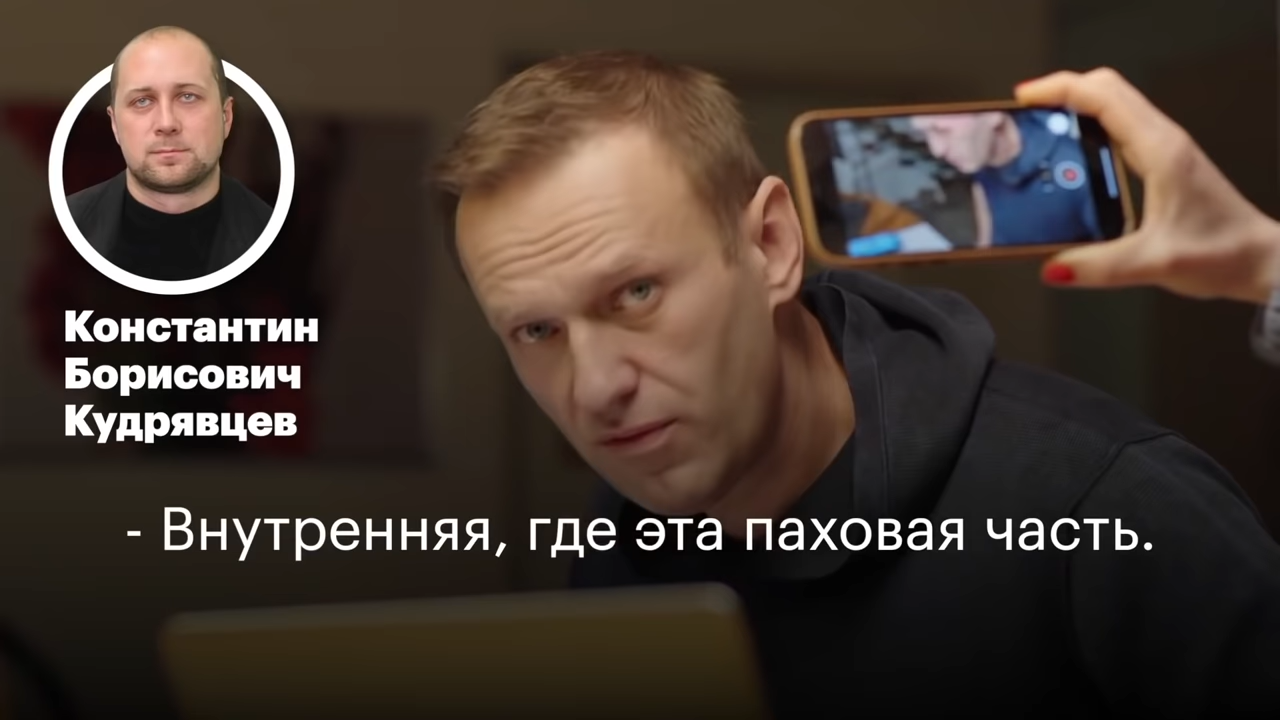 Константин
Борисович
Кудрявцев
- Внутренняя, где эта паховая часть.